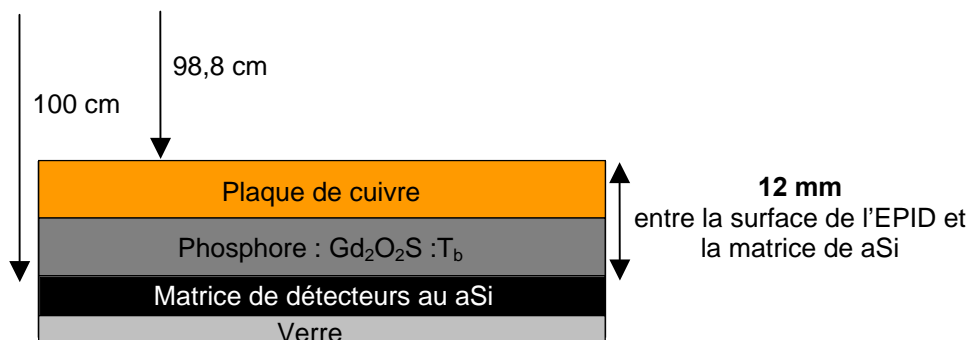 98,8 cm
100 cm
Plaque de cuivre
Phosphore : Gd₂O₂S :T_b
Matrice de détecteurs au aSi
Verre
12 mm
entre la surface de l'EPID et
la matrice de aSi